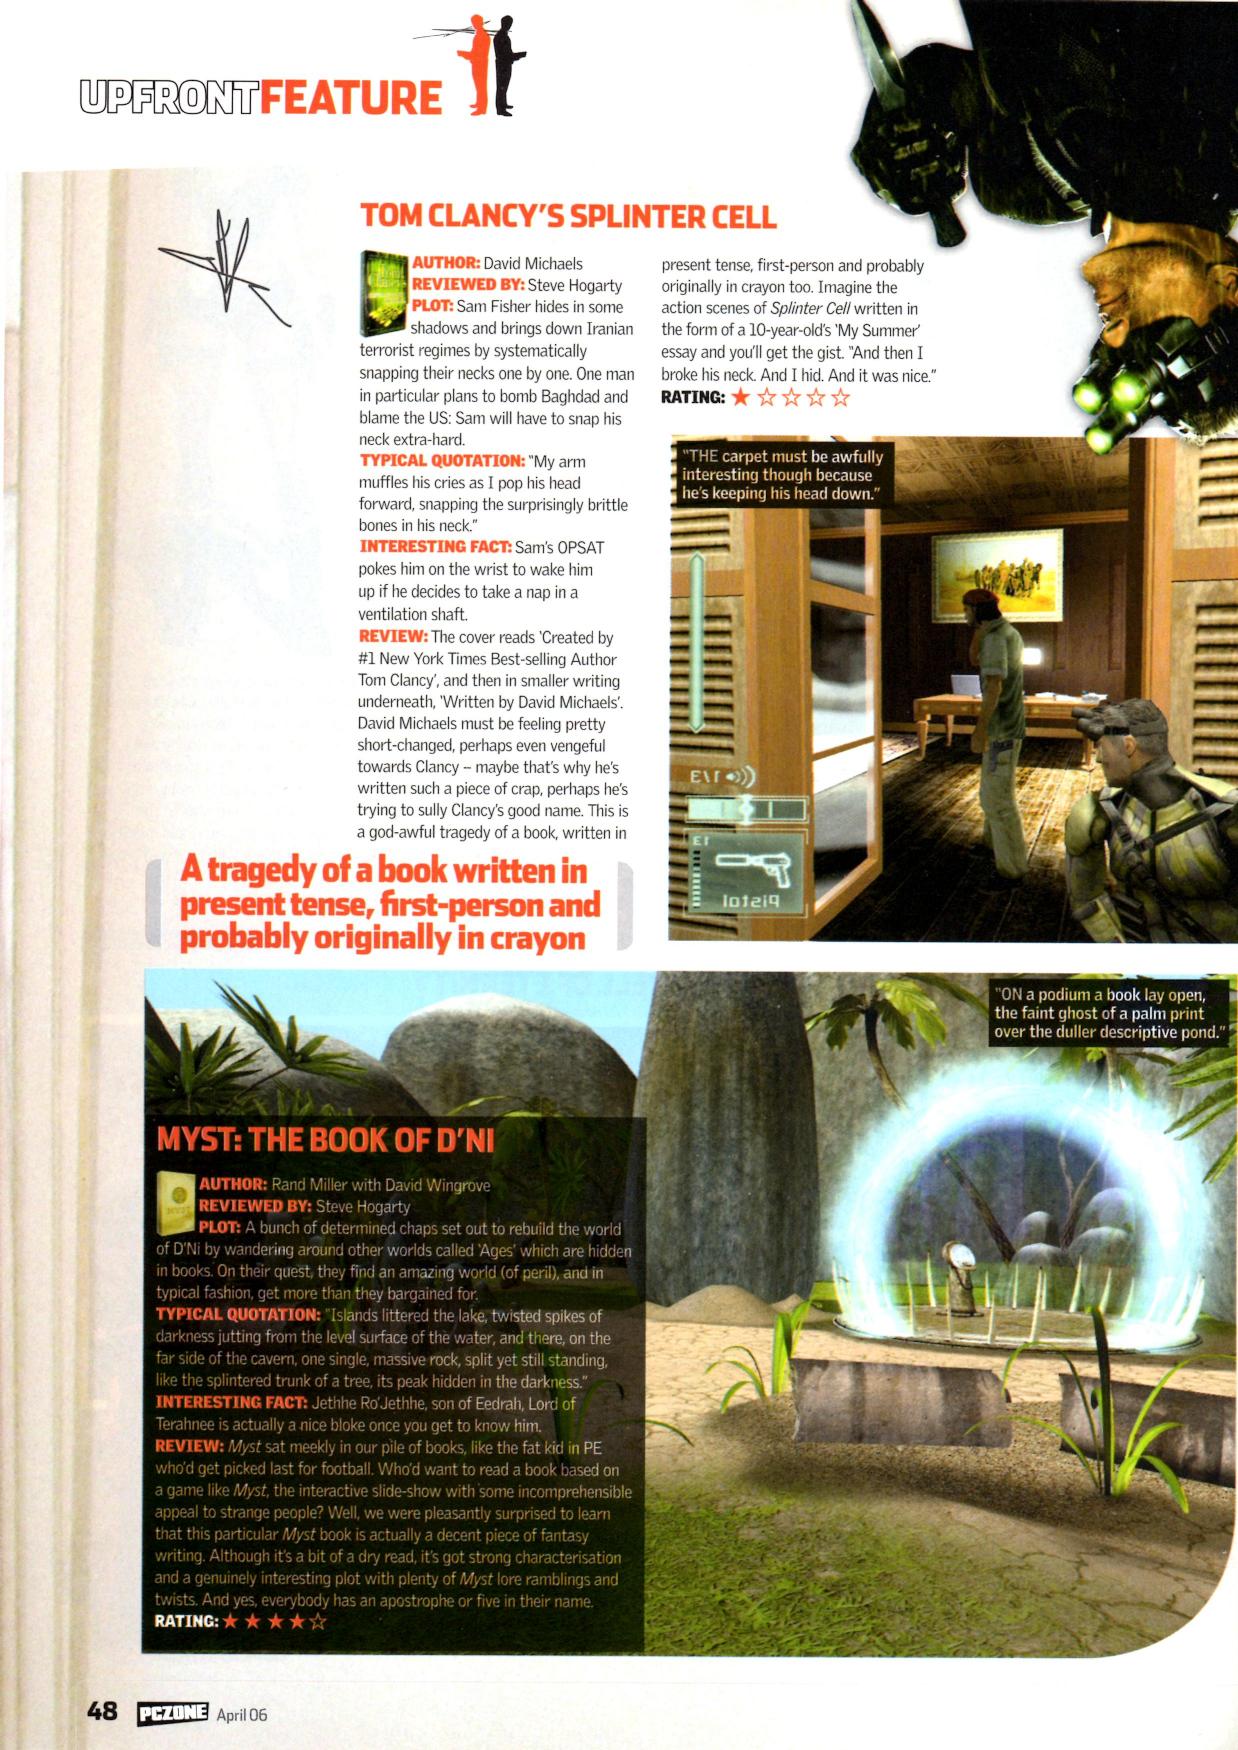 UPFRONTFEATURE
TOM CLANCY'S SPLINTER CELL
AUTHOR: David Michaels
REVIEWED BY: Steve Hogarty
PLOT: Sam Fisher hides in some
shadows and brings down Iranian
terrorist regimes by systematically
snapping their necks one by one. One man
in particular plans to bomb Baghdad and
blame the US: Sam will have to snap his
neck extra-hard.
TYPICAL QUOTATION: "My arm
muffles his cries as I pop his head
forward, snapping the surprisingly brittle
bones in his neck."
INTERESTING FACT: Sam's OPSAT
pokes him on the wrist to wake him
up if he decides to take a nap in a
ventilation shaft.
REVIEW: The cover reads 'Created by
#1 New York Times Best-selling Author
Tom Clancy', and then in smaller writing
underneath, 'Written by David Michaels'.
David Michaels must be feeling pretty
short-changed, perhaps even vengeful
towards Clancy – maybe that's why he's
written such a piece of crap, perhaps he's
trying to sully Clancy's good name. This is
a god-awful tragedy of a book, written in
present tense, first-person and probably
originally in crayon too. Imagine the
action scenes of Splinter Cell written in
the form of a 10-year-old's 'My Summer'
essay and you'll get the gist. "And then I
broke his neck. And I hid. And it was nice."
RATING: ★ ☆ ☆ ☆ ☆
"THE carpet must be awfully
interesting though because
he's keeping his head down."
1\3
13
Pistol
A tragedy of a book written in
present tense, first-person and
probably originally in crayon
"ON a podium a book lay open,
the faint ghost of a palm print
over the duller descriptive pond."
MYST: THE BOOK OF D'NI
MYST
AUTHOR: Rand Miller with David Wingrove
REVIEWED BY: Steve Hogarty
PLOT: A bunch of determined chaps set out to rebuild the world
of D'Ni by wandering around other worlds called 'Ages' which are hidden
in books. On their quest, they find an amazing world (of peril), and in
typical fashion, get more than they bargained for.
TYPICAL QUOTATION: "Islands littered the lake, twisted spikes of
darkness jutting from the level surface of the water, and there, on the
far side of the cavern, one single, massive rock, split yet still standing,
like the splintered trunk of a tree, its peak hidden in the darkness."
INTERESTING FACT: Jethhe Ro'Jethhe, son of Eedrah, Lord of
Terahnee is actually a nice bloke once you get to know him.
REVIEW: Myst sat meekly in our pile of books, like the fat kid in PE
who'd get picked last for football. Who'd want to read a book based on
a game like Myst, the interactive slide-show with some incomprehensible
appeal to strange people? Well, we were pleasantly surprised to learn
that this particular Myst book is actually a decent piece of fantasy
writing. Although it's a bit of a dry read, it's got strong characterisation
and a genuinely interesting plot with plenty of Myst lore ramblings and
twists. And yes, everybody has an apostrophe or five in their name.
RATING: ★ ★ ★ ★ ☆
48 PCZONE April 06